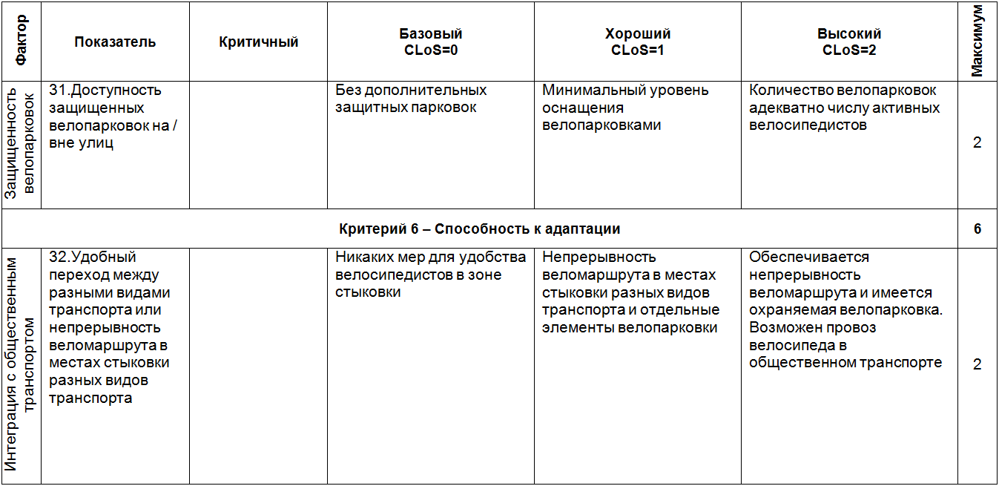 Фактор
Показатель
Критичный
Базовый
CLoS=0
Хороший
CLoS=1
Высокий
CLoS=2
Максимум
Защищенность
велопарковок
31.Доступность
защищенных
велопарковок на /
вне улиц
Без дополнительных
защитных парковок
Минимальный уровень
оснащения
велопарковками
Количество велопарковок
адекватно числу активных
велосипедистов
2
Критерий 6 – Способность к адаптации
6
Интеграция с общественным
транспортом
32.Удобный
переход между
разными видами
транспорта или
непрерывность
веломаршрута в
местах стыковки
разных видов
транспорта
Никаких мер для удобства
велосипедистов в зоне
стыковки
Непрерывность
веломаршрута в местах
стыковки разных видов
транспорта и отдельные
элементы велопарковки
Обеспечивается
непрерывность
веломаршрута и имеется
охраняемая велопарковка.
Возможен провоз
велосипеда в
общественном транспорте
2